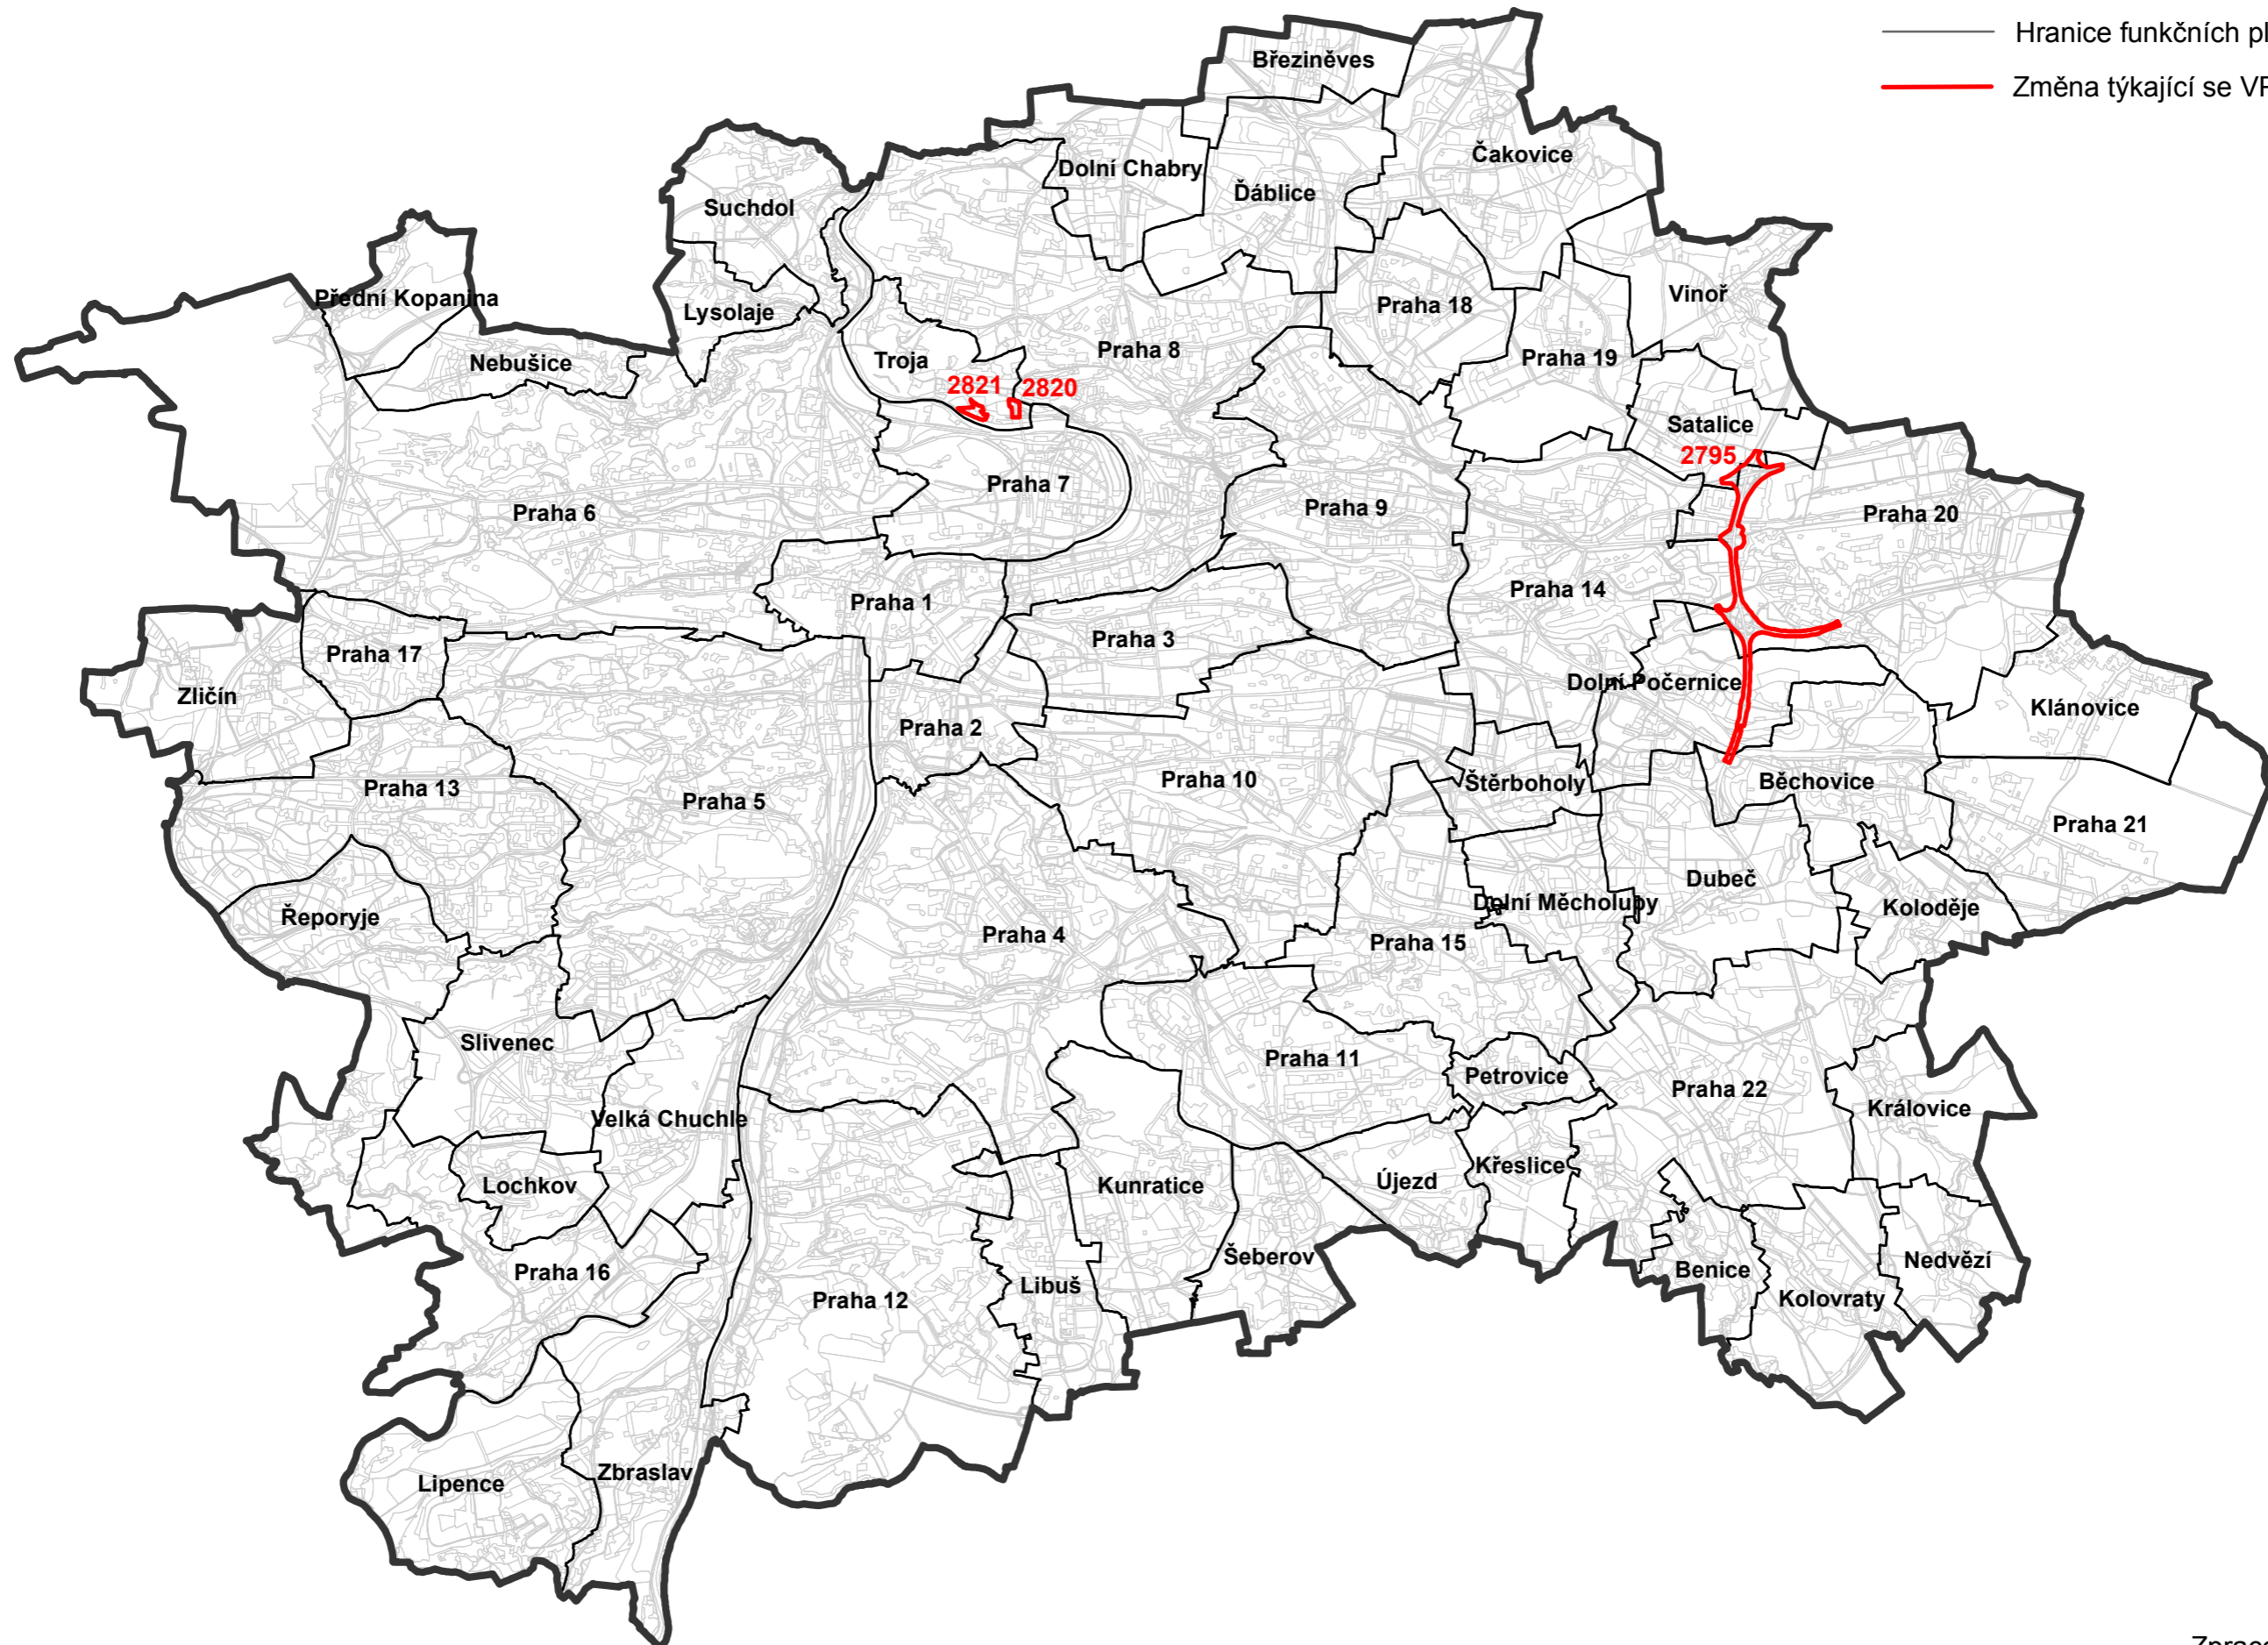 Hranice funkčních
Změna týkající se
Březiněves
Čakovice
Dolní Chabry
Ďáblice
Suchdol
Přední Kopanina
Lysolaje
Vinoř
Praha 18
Nebušice
Troja
Praha 8
Praha 19
2821
2820
Satalice
2795
Praha 7
Praha 6
Praha 9
Praha 20
Praha 14
Praha 1
Praha 3
Praha 17
Zličín
Dolní Počernice
Klánovice
Praha 2
Praha 13
Praha 5
Praha 10
Štěrboholy
Běchovice
Praha 21
Dubeč
Řeporyje
Dolní Měcholupy
Koloděje
Praha 4
Praha 15
Slivenec
Praha 11
Petrovice
Praha 22
Královice
Velká Chuchle
Lochkov
Kunratice
Újezd
Křeslice
Praha 16
Šeberov
Libuš
Praha 12
Benice
Nedvězí
Kolovraty
Zbraslav
Lipence